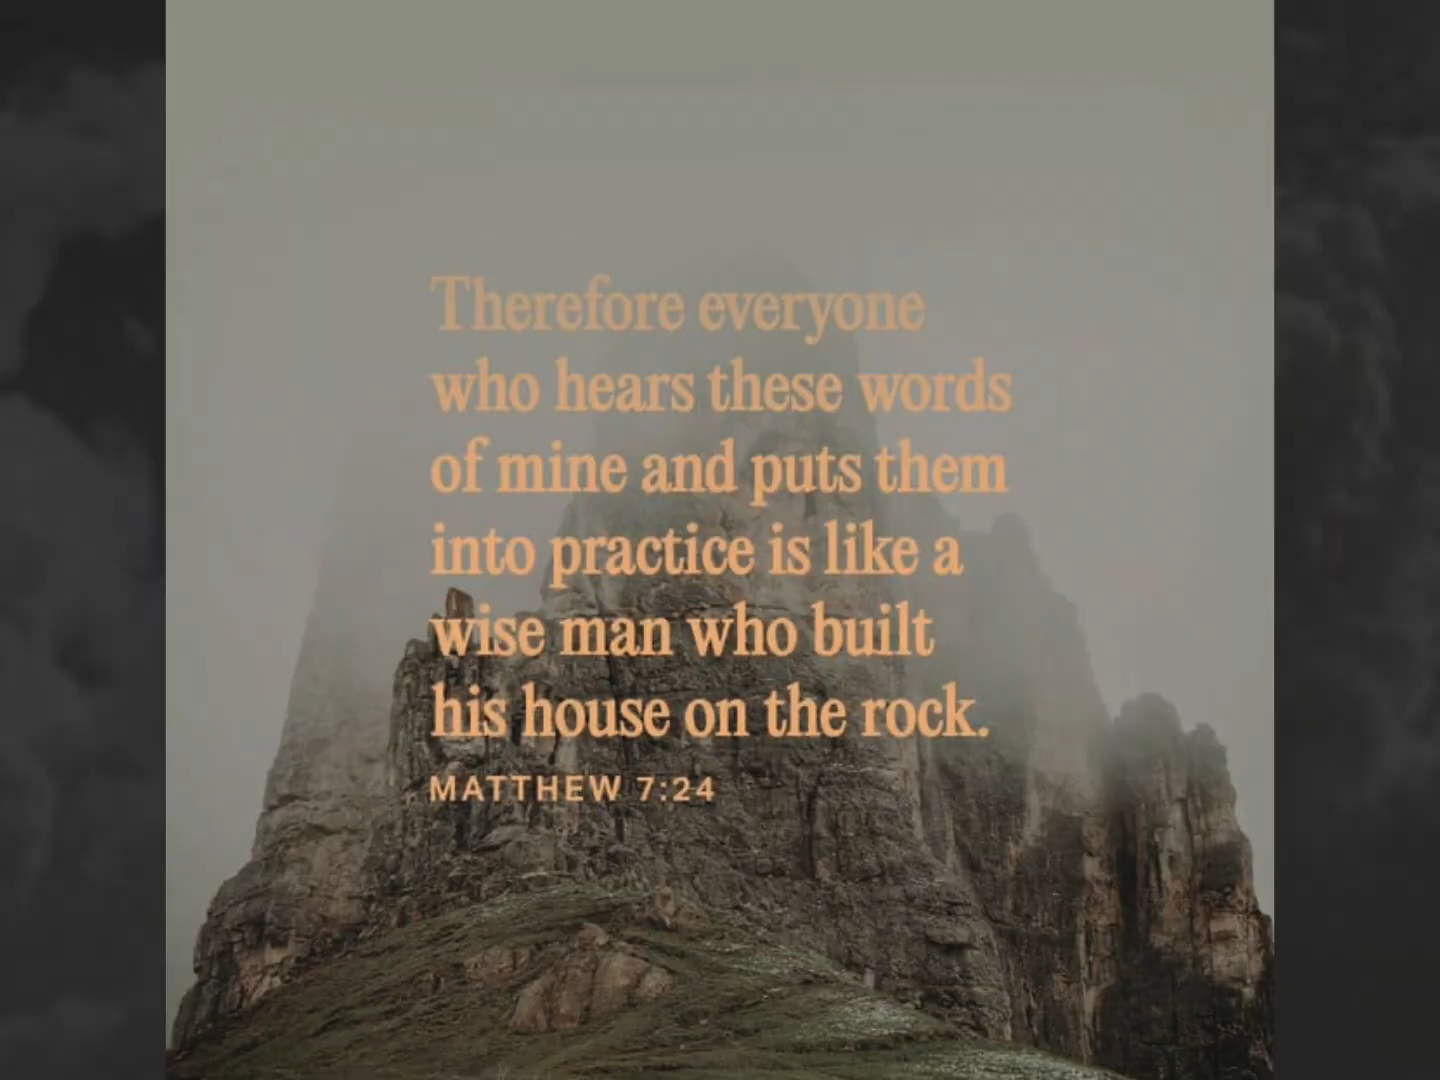 Therefore everyone
who hears these words
of mine and puts them
into practice is like a
wise man who built
his house on the rock.
MATTHEW 7:24